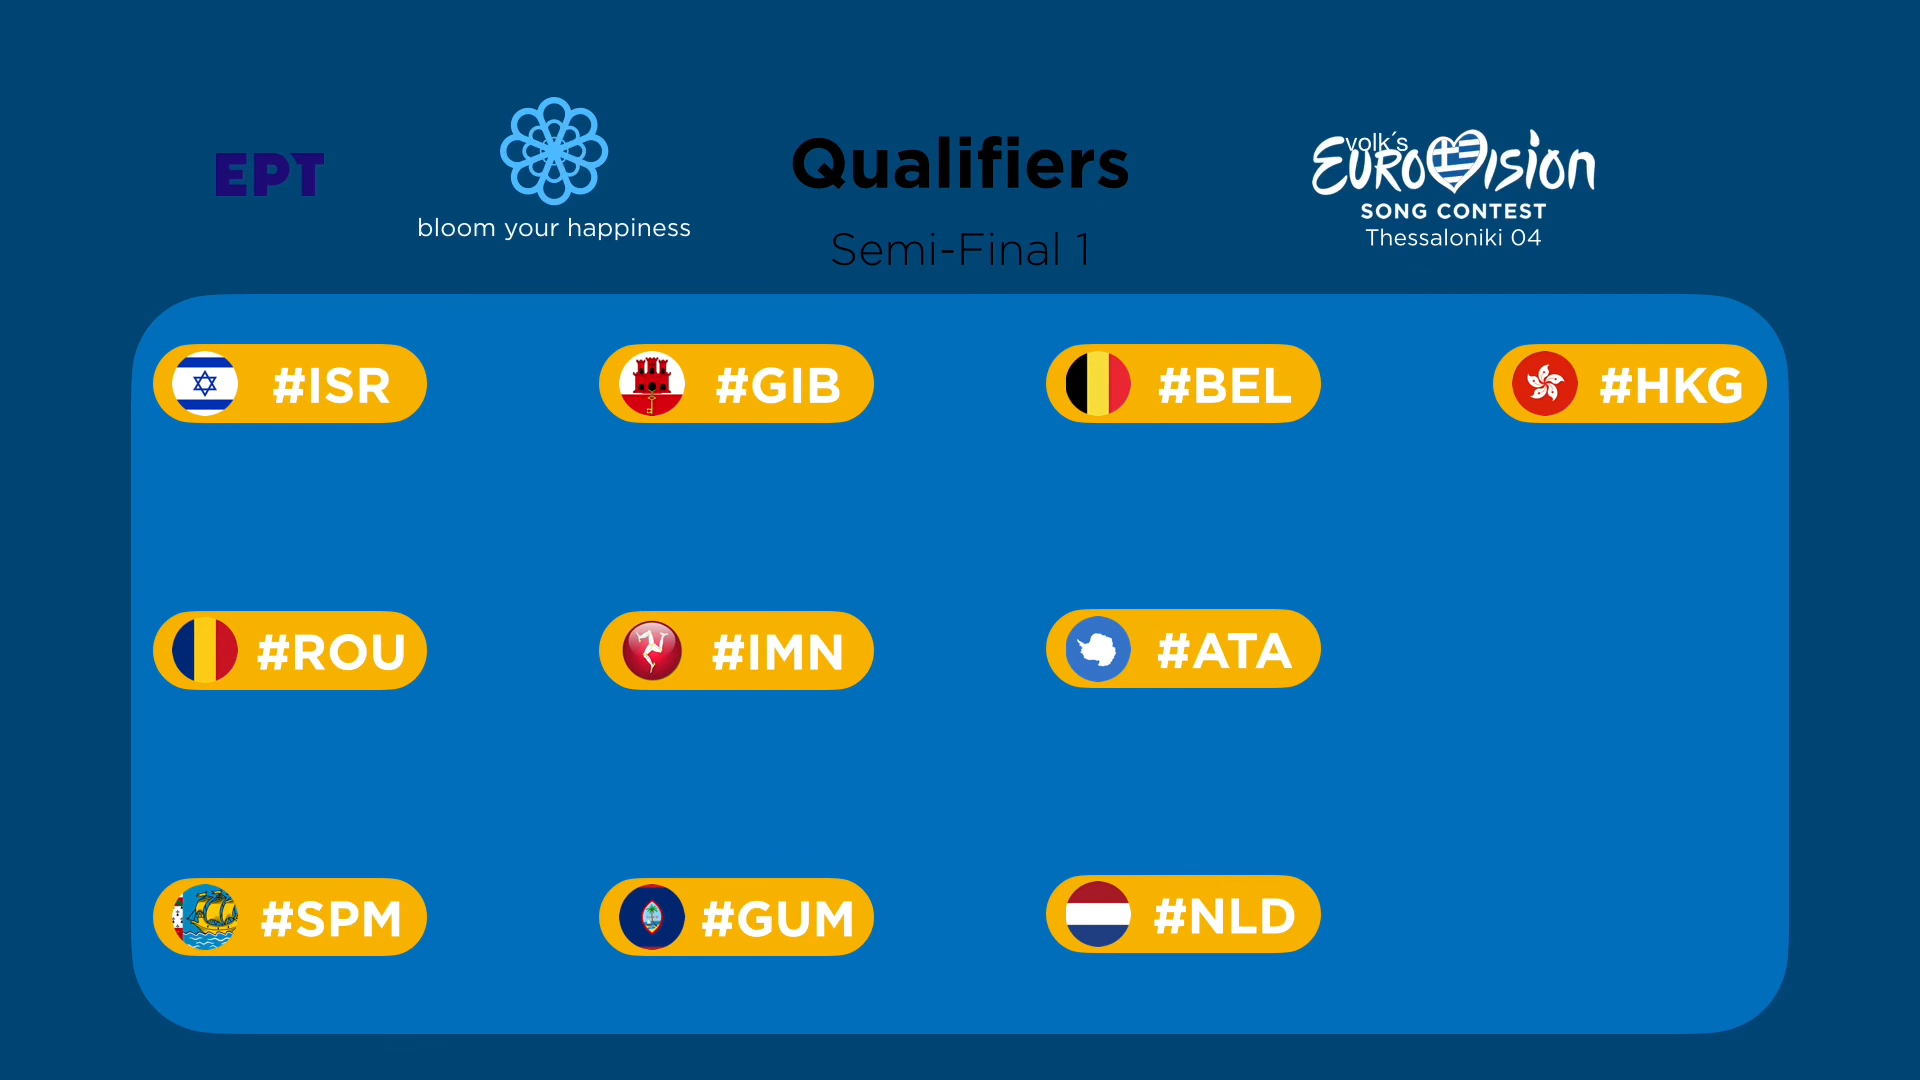 EPT
bloom your happiness
Qualifiers
Semi-Final 1
volk´s
EUROVISION
SONG CONTEST
Thessaloniki 04
#ISR
#GIB
#BEL
#HKG
#ROU
#IMN
#ATA
#SPM
#GUM
#NLD